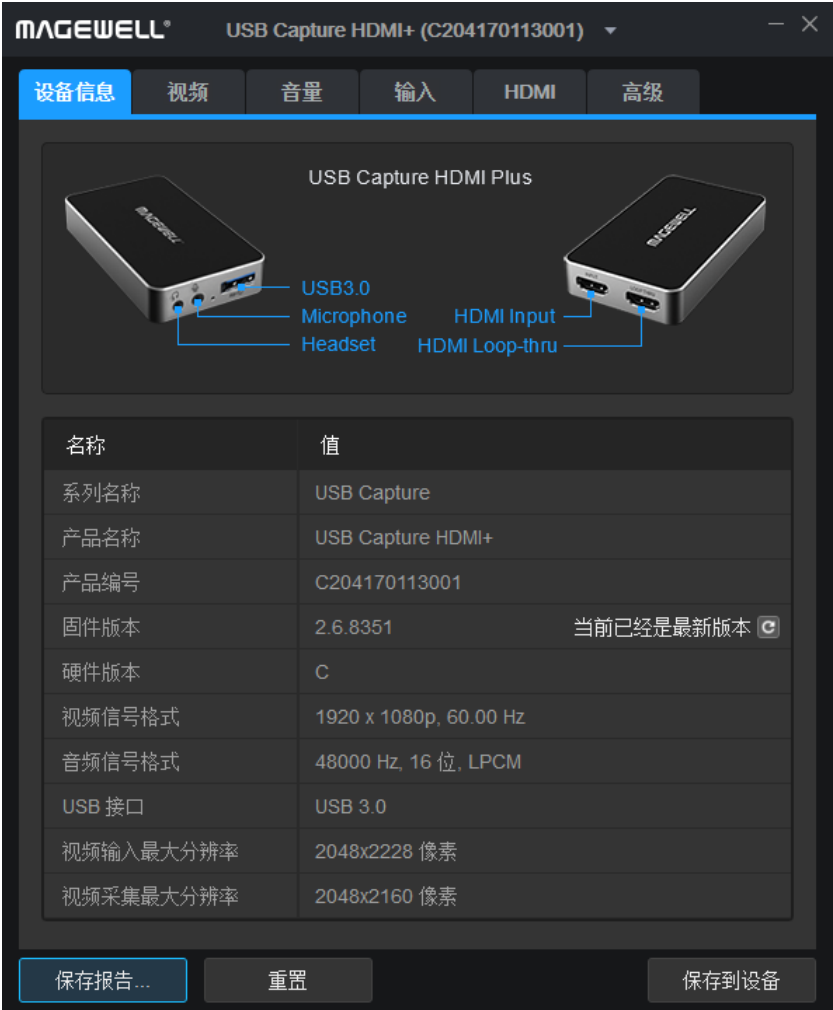 MAGEWELL® USB Capture HDMI+ (C204170113001)
设备信息 视频 音量 输入 HDMI 高级
USB Capture HDMI Plus
MAGEWELL MAGEWELL
USB3.0
Microphone HDMI Input
Headset HDMI Loop-thru
名称 值
系列名称 USB Capture
产品名称 USB Capture HDMI+
产品编号 C204170113001
固件版本 2.6.8351 当前已经是最新版本
硬件版本 C
视频信号格式 1920 x 1080p, 60.00 Hz
音频信号格式 48000 Hz, 16 位, LPCM
USB 接口 USB 3.0
视频输入最大分辨率 2048x2228 像素
视频采集最大分辨率 2048x2160 像素
保存报告... 重置 保存到设备